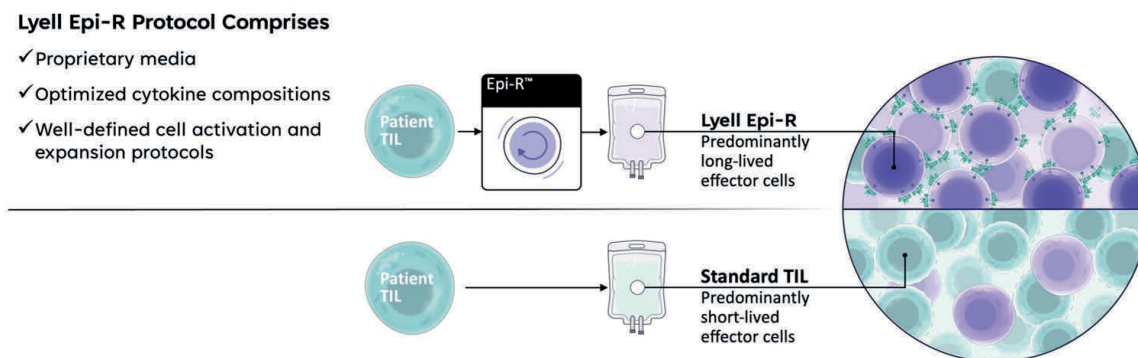 Lyell Epi-R Protocol Comprises
✓Proprietary media
✓Optimized cytokine compositions
✓Well-defined cell activation and
expansion protocols
Patient
TIL
Epi-R™
Lyell Epi-R
Predominantly
long-lived
effector cells
Patient
TIL
Standard TIL
Predominantly
short-lived
effector cells